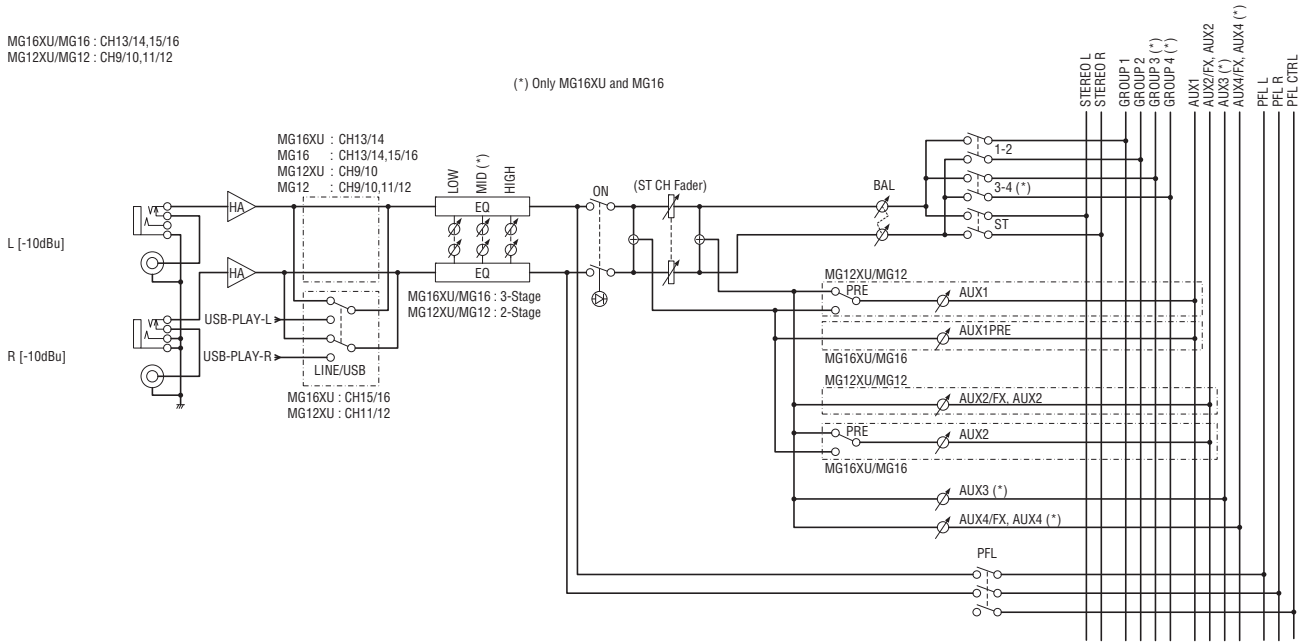 MG16XU/MG16 : CH13/14,15/16
MG12XU/MG12 : CH9/10,11/12
(*) Only MG16XU and MG16
STEREO L
STEREO R
GROUP 1
GROUP 2
GROUP 3 (*)
GROUP 4 (*)
AUX1
AUX2/FX, AUX2
AUX3 (*)
AUX4/FX, AUX4 (*)
PFL L
PFL R
PFL CTRL
MG16XU : CH13/14
MG16 : CH13/14,15/16
MG12XU : CH9/10
MG12 : CH9/10,11/12
LOW
MID (*)
HIGH
ON
(ST CH Fader)
BAL
1-2
3-4 (*)
ST
HA
EQ
L [-10dBu]
HA
EQ
MG16XU/MG16 : 3-Stage
MG12XU/MG12 : 2-Stage
USB-PLAY-L
USB-PLAY-R
LINE/USB
R [-10dBu]
MG16XU : CH15/16
MG12XU : CH11/12
MG12XU/MG12
PRE
AUX1
AUX1PRE
MG16XU/MG16
MG12XU/MG12
AUX2/FX, AUX2
PRE
AUX2
MG16XU/MG16
AUX3 (*)
AUX4/FX, AUX4 (*)
PFL